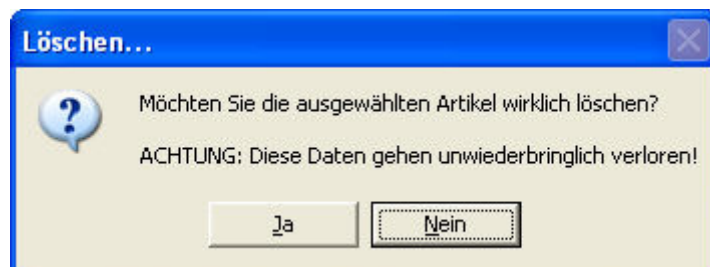 Löschen...
Möchten Sie die ausgewählten Artikel wirklich löschen?
ACHTUNG: Diese Daten gehen unwiederbringlich verloren!
Ja Nein